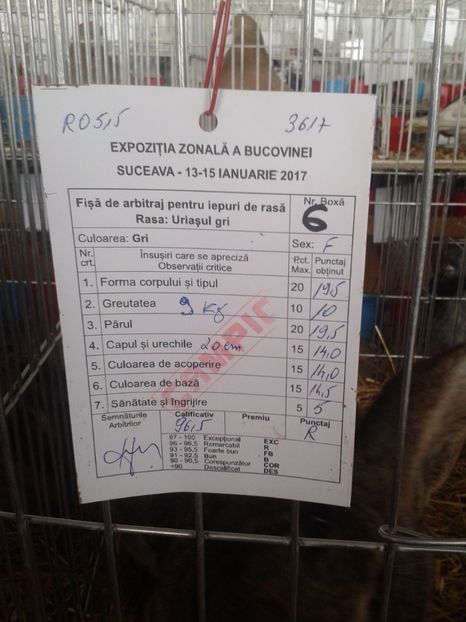 RO515 3617
EXPOZIȚIA ZONALĂ A BUCOVINEI
SUCEAVA - 13-15 IANUARIE 2017
Fișă de arbitraj pentru iepuri de rasă
Rasa: Uriașul gri
Nr. Boxă
6
Culoarea: Gri
Sex: F
Nr. crt. Însușiri care se apreciză Observații critice Pct. Max. Punctaj obținut
1. Forma corpului și tipul 20 19,5
2. Greutatea 9 kg 10 10
3. Părul 20 19,5
4. Capul și urechile 20 cm 15 14,0
5. Culoarea de acoperire 15 14,0
6. Culoarea de bază 15 14,5
7. Sănătate și îngrijire 5 5
Semnăturile Arbitrilor Calificativ Premiu Punctaj
96,5 R
97 - 100 Excepțional EXC
96 - 96,5 Remarcabil R
93 - 95,5 Foarte bun FB
91 - 92,5 Bun B
90 - 90,5 Corespunzător COR
<90 Descalificat DES